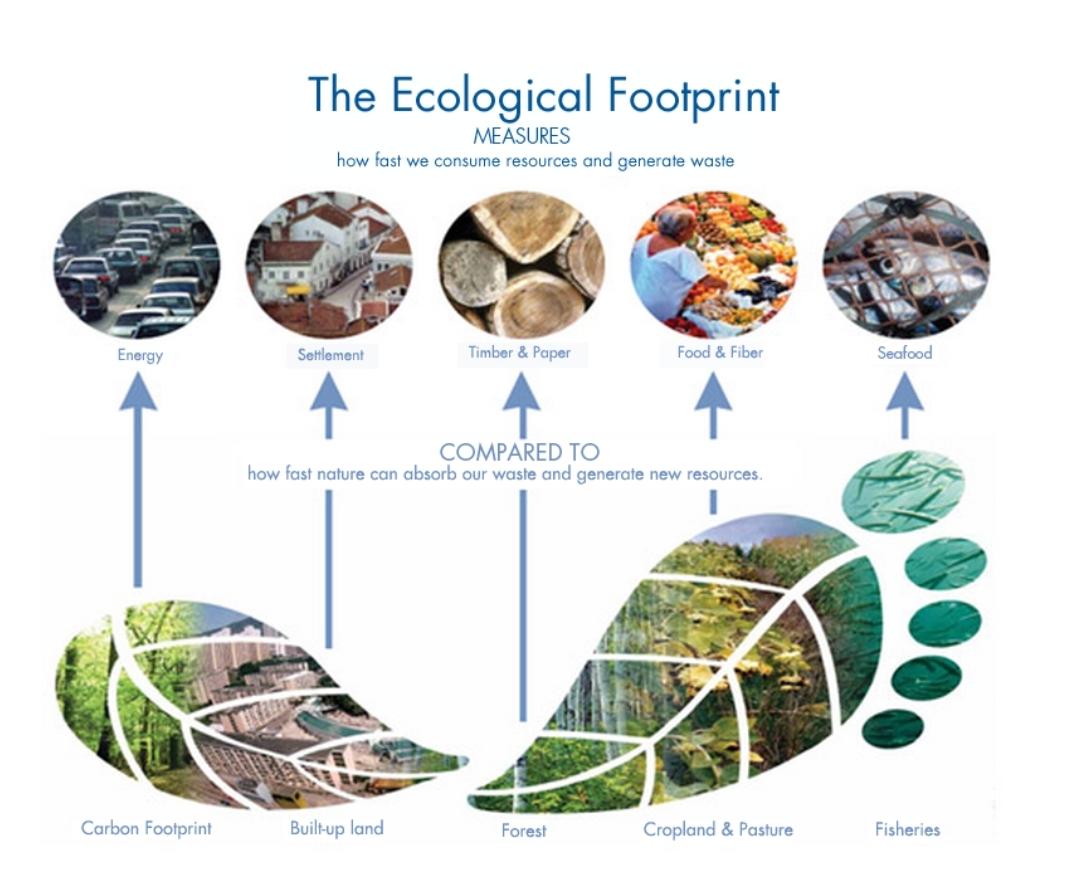 The Ecological Footprint
MEASURES
how fast we consume resources and generate waste
Energy
Settlement
Timber & Paper
Food & Fiber
Seafood
COMPARED TO
how fast nature can absorb our waste and generate new resources.
Carbon Footprint
Built-up land
Forest
Cropland & Pasture
Fisheries